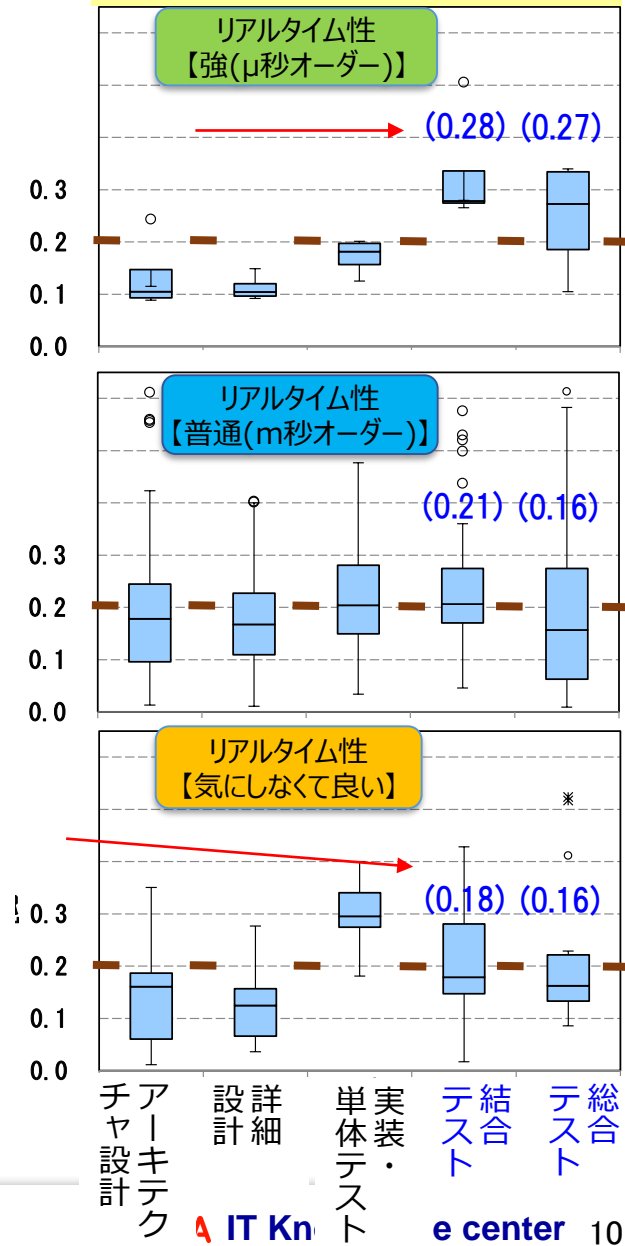 リアルタイム性
【強(μ秒オーダー)】
(0.28) (0.27)
0.3
0.2
0.1
0.0
リアルタイム性
【普通(m秒オーダー)】
(0.21) (0.16)
0.3
0.2
0.1
0.0
リアルタイム性
【気にしなくて良い】
(0.18) (0.16)
0.3
0.2
0.1
0.0
アーキテク
チャ設計
詳細
設計
実装・
単体テスト
結合
テスト
総合
テスト
IT Kn
e center 10